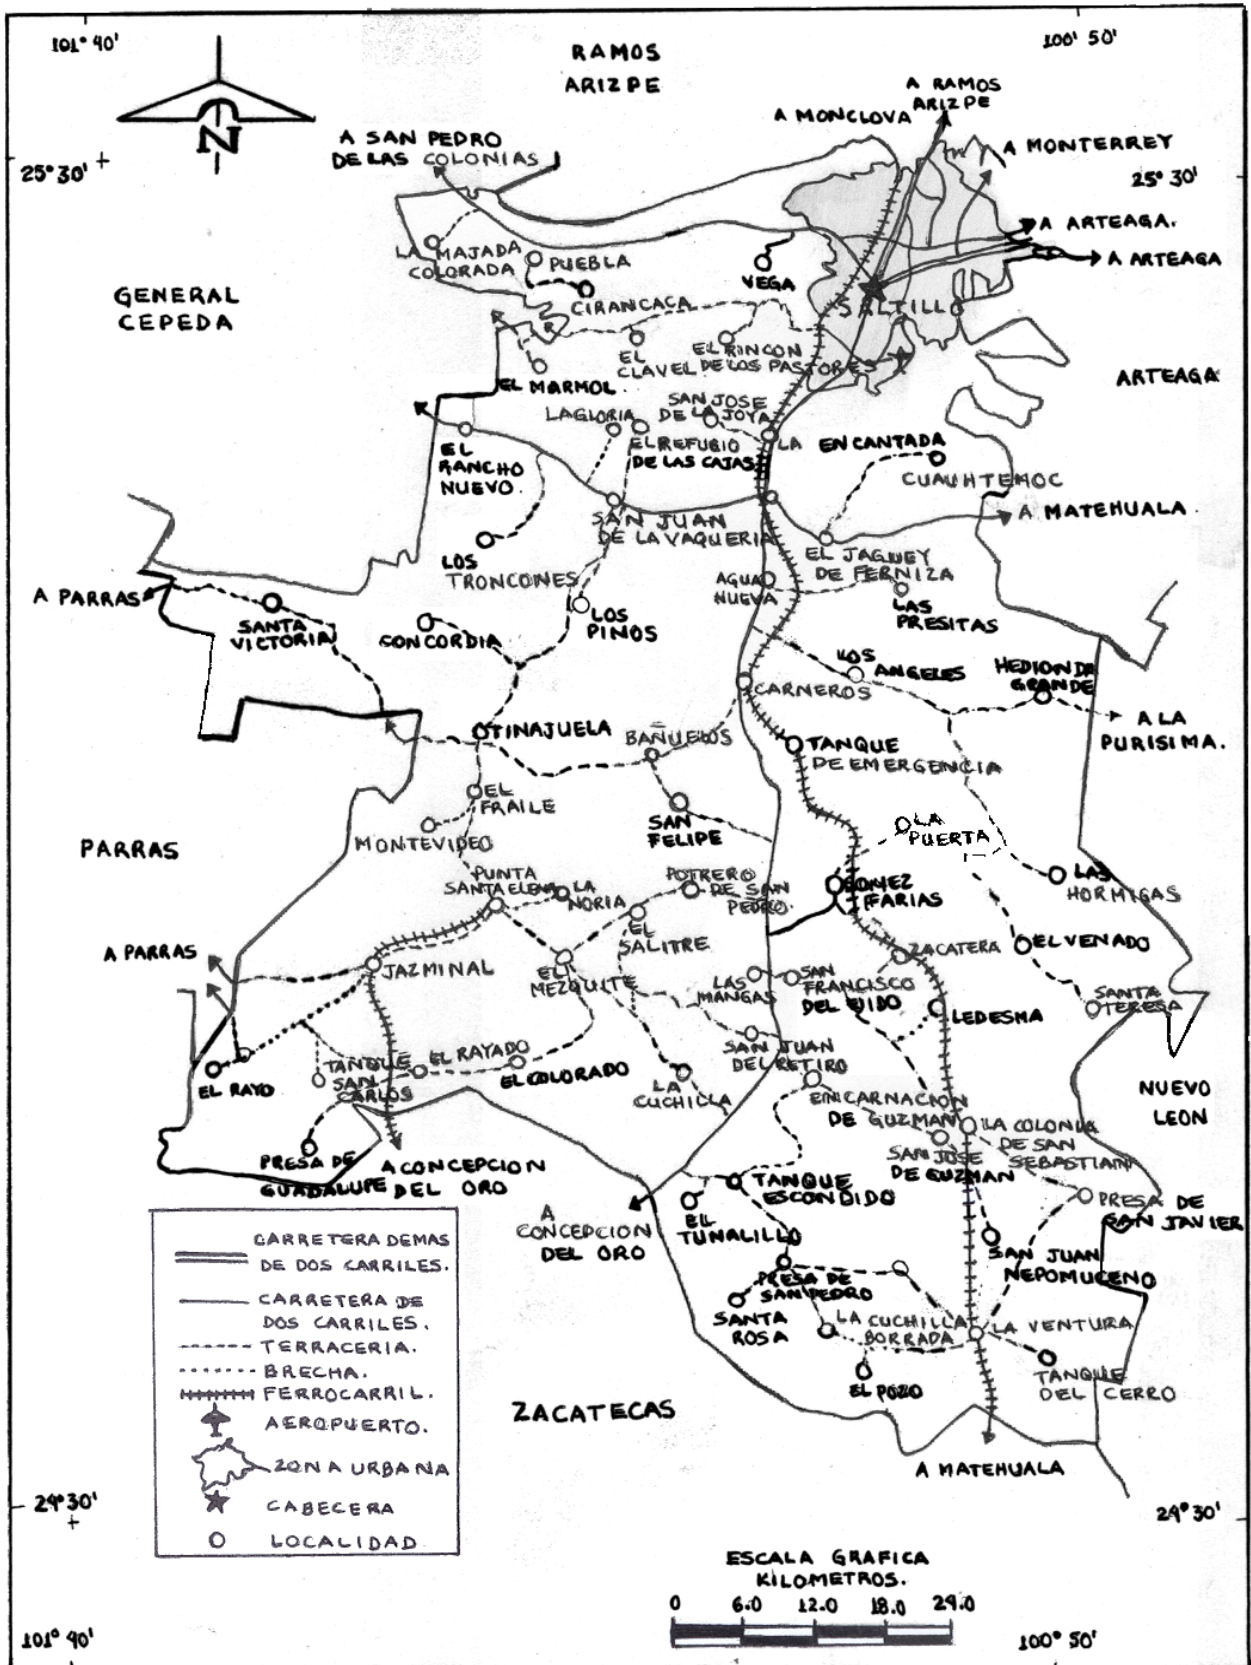 101° 40'
100° 50'
RAMOS
ARIZPE
A RAMOS
ARIZPE
A MONCLOVA
A SAN PEDRO
DE LAS COLONIAS
A MONTERREY
25° 30'
25° 30'
A ARTEAGA.
A ARTEAGA
LA MAJADA
COLORADA
PUEBLA
VEGA
CIRANCACA
SALTILLO
GENERAL
CEPEDA
EL
CLAVEL
EL RINCON
DE LOS PASTORES
EL MARMOL.
ARTEAGA
SAN JOSE
DE LA JOYA
LAGLORIA
EL REFUGIO
DE LAS CAJAS
LA ENCANTADA
EL
RANCHO
NUEVO.
CUAUHTEMOC
SAN JUAN
DE LA VAQUERIA
A MATEHUALA
LOS
TRONCONES
EL JAGUEY
DE FERNIZA
AGUA
NUEVA
A PARRAS
SANTA
VICTORIA
CONCORDIA
LOS
PINOS
LAS
PRESITAS
LOS
ANGELES
HEDIONDA
GRANDE
CARNEROS
A LA
PURISIMA.
TINAJUELA
BAÑUELOS
TANQUE
DE EMERGENCIA
EL
FRAILE
SAN
FELIPE
LA
PUERTA
MONTEVIDEO
PARRAS
PUNTA
SANTA ELENA
LA
NORIA
POTRERO
DE SAN
PEDRO.
GOMEZ
FARIAS
LAS
HORMIGAS
EL
SALITRE
A PARRAS
JAZMINAL
EL
MEZQUITE
LAS
MANGAS
SAN
FRANCISCO
DEL EJIDO
ZACATERA
EL VENADO
SANTA
TERESA
LEDESMA
EL RAYO
TANQUE
SAN
CARLOS
EL RAYADO
EL COLORADO
LA
CUCHILLA
SAN JUAN
DEL RETIRO
ENCARNACION
DE GUZMAN
NUEVO
LEON
LA COLONIA
DE SAN
SEBASTIAN
SAN JOSE
DE GUZMAN
PRESA DE
GUADALUPE
A CONCEPCION
DEL ORO
TANQUE
ESCONDIDO
PRESA DE
SAN JAVIER
A
CONCEPCION
DEL ORO
EL
TUNALILLO
SAN JUAN
NEPOMUCENO
PRESA DE
SAN PEDRO
SANTA
ROSA
LA CUCHILLA
BORRADA
LA VENTURA
EL POZO
TANQUE
DEL CERRO
ZACATECAS
A MATEHUALA
CARRETERA DE MAS
DE DOS CARRILES.
CARRETERA DE
DOS CARRILES.
TERRACERIA.
BRECHA.
FERROCARRIL.
AEROPUERTO.
ZONA URBANA
CABECERA
LOCALIDAD
N
24°30'
24°30'
ESCALA GRAFICA
KILOMETROS.
0 6.0 12.0 18.0 24.0
101° 40'
100° 50'